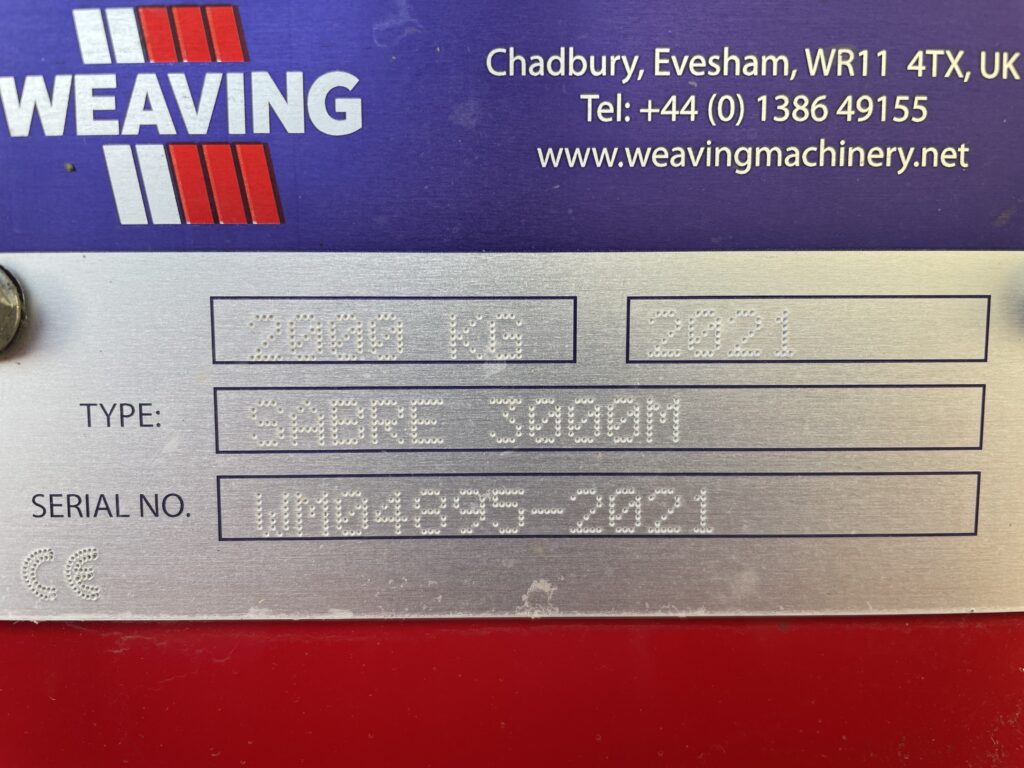 WEAVING
Chadbury, Evesham, WR11 4TX, UK
Tel: +44 (0) 1386 49155
www.weavingmachinery.net
2000 KG 2021
TYPE: SABRE 3000M
SERIAL NO. WM04895-2021
CE